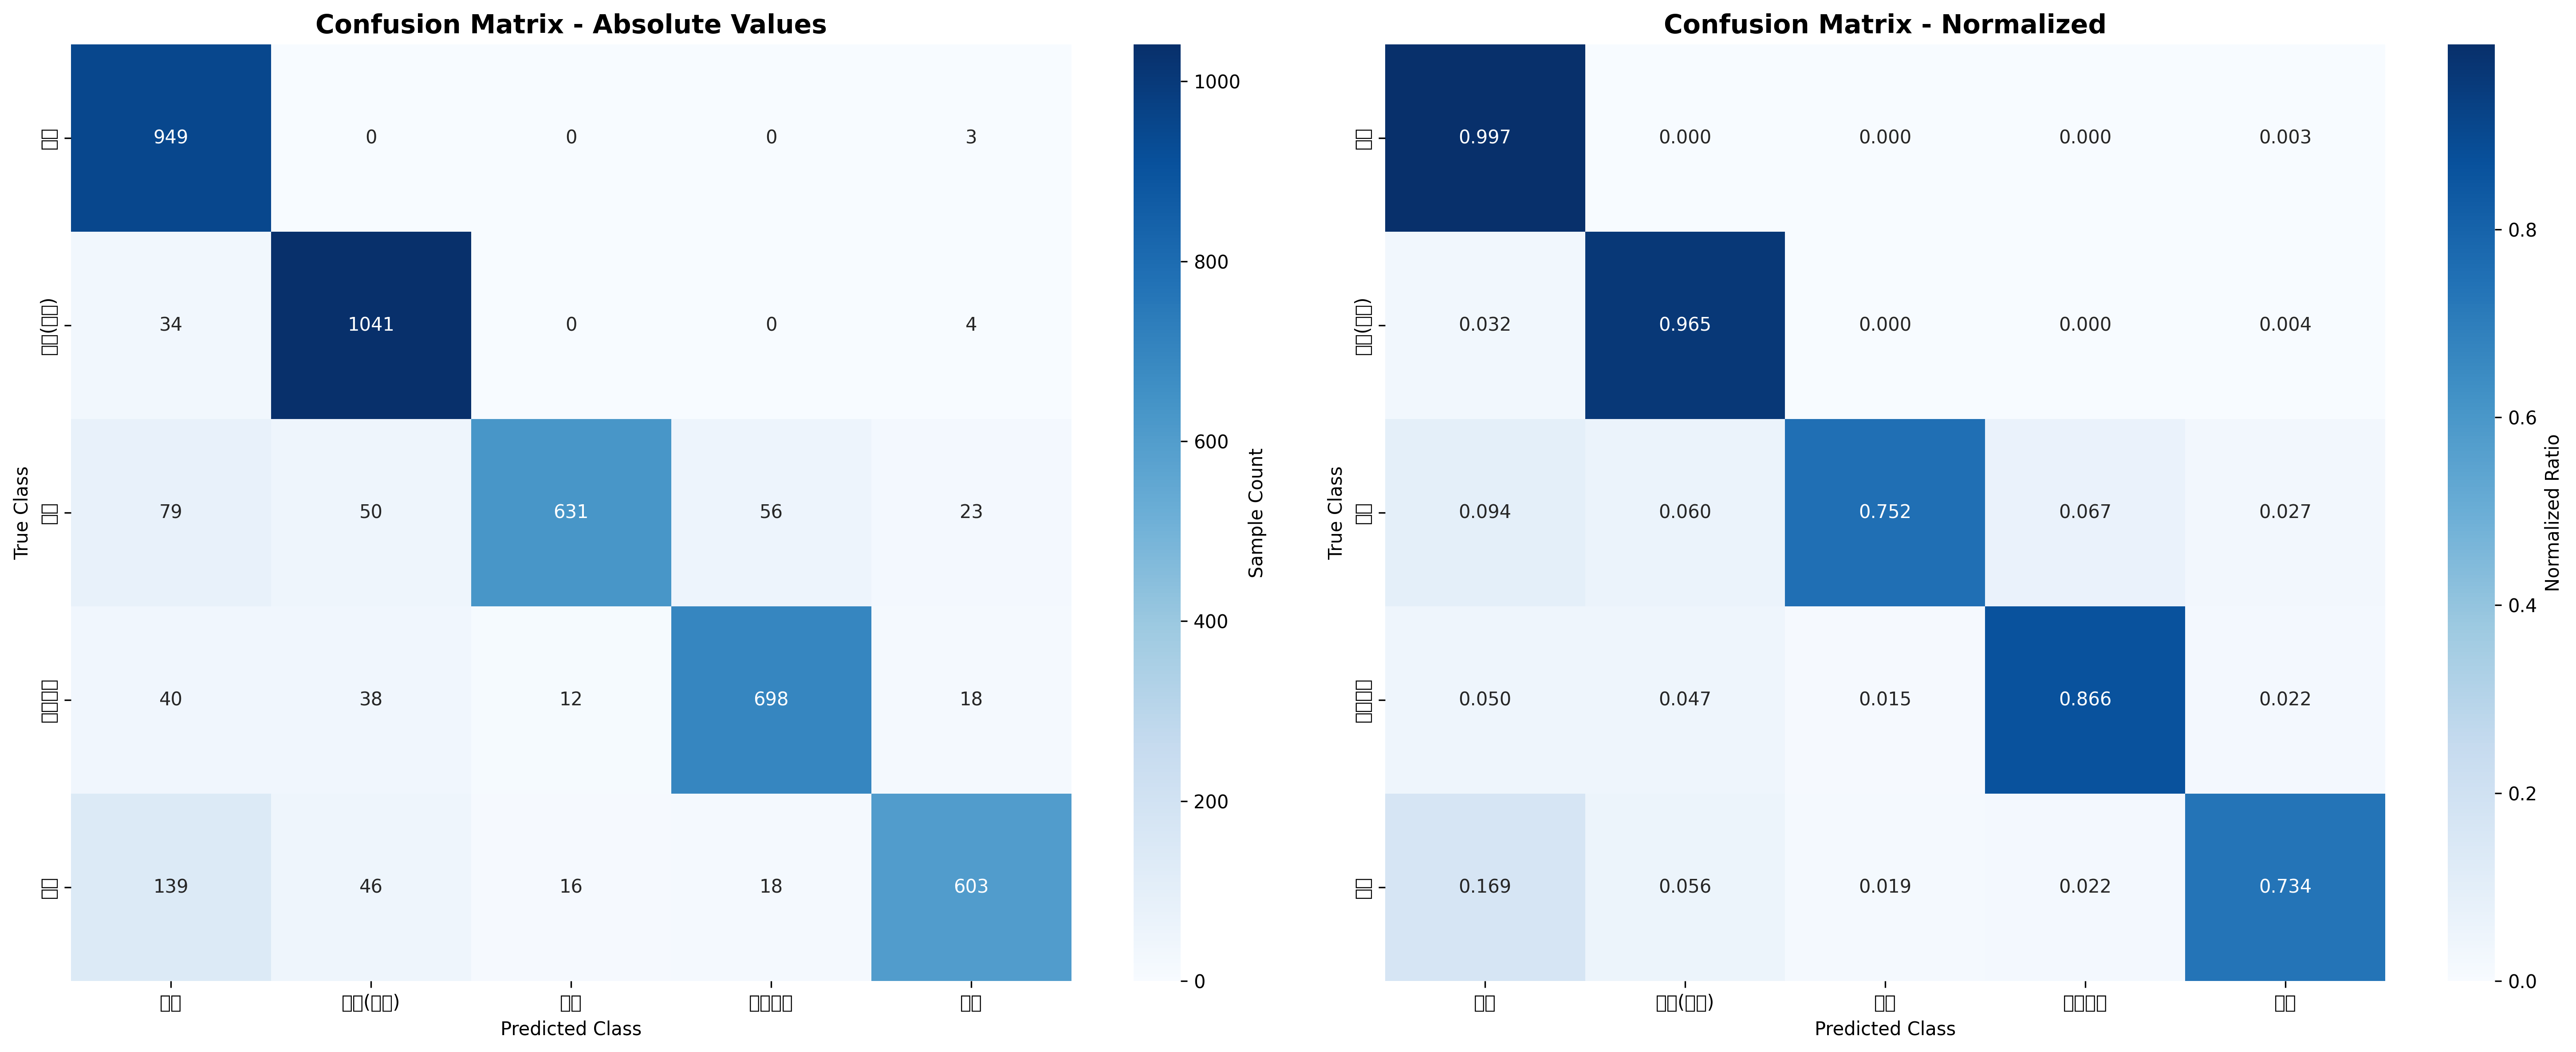 Confusion Matrix - Absolute Values
949 0 0 0 3
34 1041 0 0 4
79 50 631 56 23
40 38 12 698 18
139 46 16 18 603
True Class
Predicted Class
1000
800
600
400
200
0
Sample Count
Confusion Matrix - Normalized
0.997 0.000 0.000 0.000 0.003
0.032 0.965 0.000 0.000 0.004
0.094 0.060 0.752 0.067 0.027
0.050 0.047 0.015 0.866 0.022
0.169 0.056 0.019 0.022 0.734
True Class
Predicted Class
0.8
0.6
0.4
0.2
0.0
Normalized Ratio